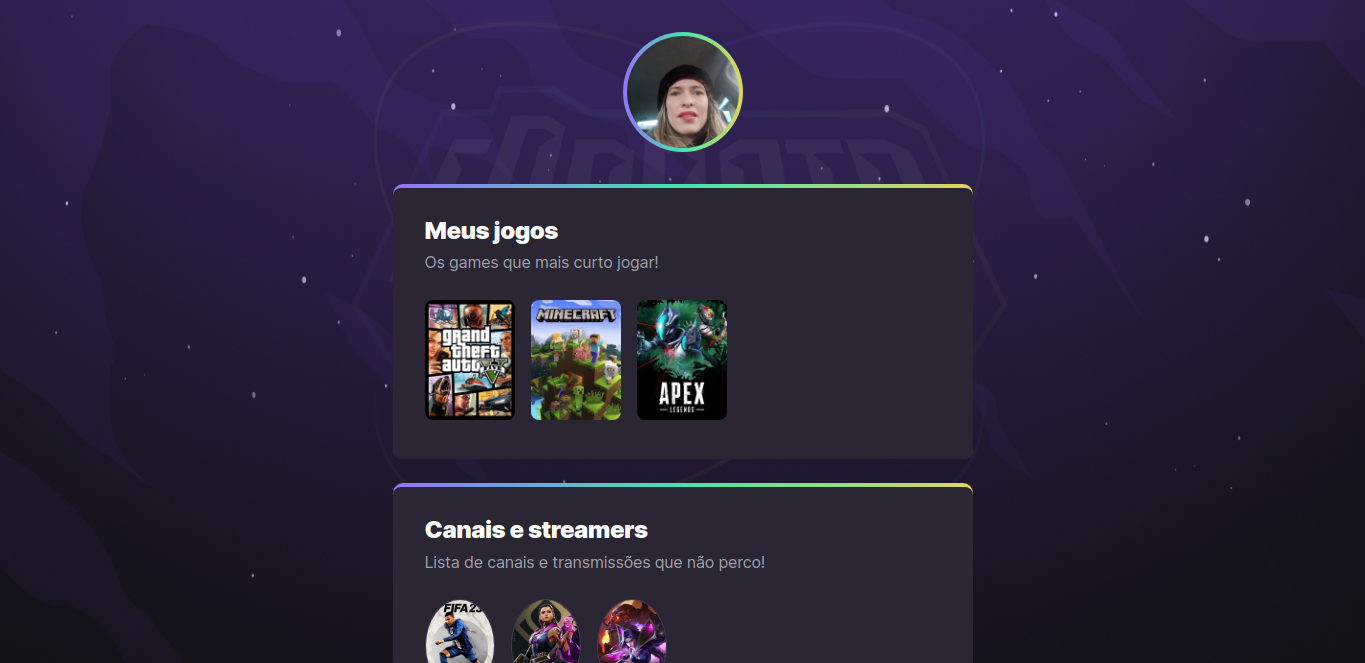 Meus jogos
Os games que mais curto jogar!
grand
theft
auto
V
FIVE
MINECRAFT
APEX
LEGENDS
Canais e streamers
Lista de canais e transmissões que não perco!
FIFA 23